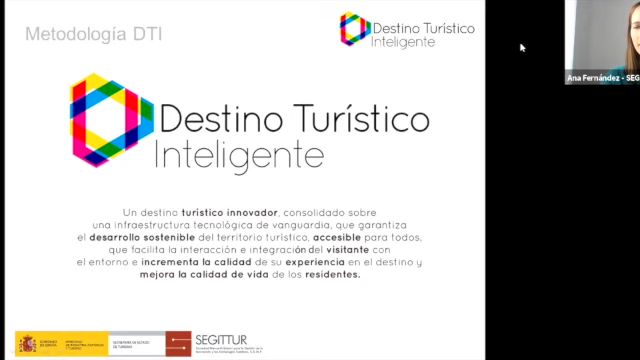 Metodología DTI
Destino Turístico
Inteligente
Ana Fernández - SEG
Destino Turístico
Inteligente
Un destino turístico innovador, consolidado sobre
una infraestructura tecnológica de vanguardia, que garantiza
el desarrollo sostenible del territorio turístico, accesible para todos,
que facilita la interacción e integración del visitante con
el entorno e incrementa la calidad de su experiencia en el destino y
mejora la calidad de vida de los residentes.
SEGITTUR